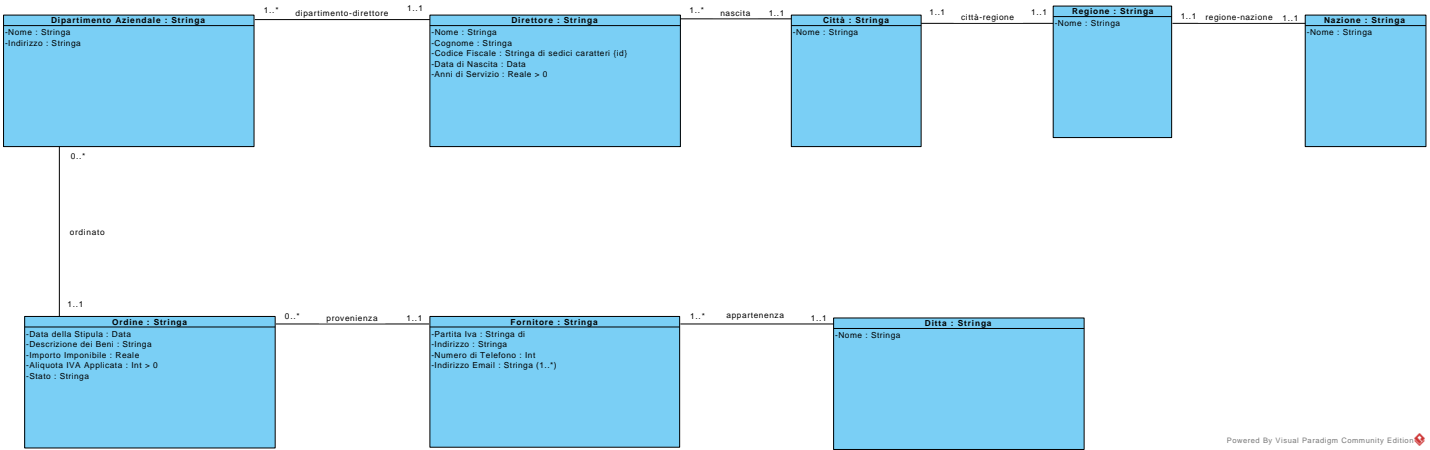 Dipartimento Aziendale : Stringa
-Nome : Stringa
-Indirizzo : Stringa
1..*
dipartimento-direttore
1..1
Direttore : Stringa
-Nome : Stringa
-Cognome : Stringa
-Codice Fiscale : Stringa di sedici caratteri {id}
-Data di Nascita : Data
-Anni di Servizio : Reale > 0
1..*
nascita
1..1
Città : Stringa
-Nome : Stringa
1..1
città-regione
1..1
Regione : Stringa
-Nome : Stringa
1..1
regione-nazione
1..1
Nazione : Stringa
-Nome : Stringa
0..*
ordinato
1..1
Ordine : Stringa
-Data della Stipula : Data
-Descrizione dei Beni : Stringa
-Importo Imponibile : Reale
-Aliquota IVA Applicata : Int > 0
-Stato : Stringa
0..*
provenienza
1..1
Fornitore : Stringa
-Partita Iva : Stringa di
-Indirizzo : Stringa
-Numero di Telefono : Int
-Indirizzo Email : Stringa (1..*)
1..*
appartenenza
1..1
Ditta : Stringa
-Nome : Stringa
Powered By Visual Paradigm Community Edition